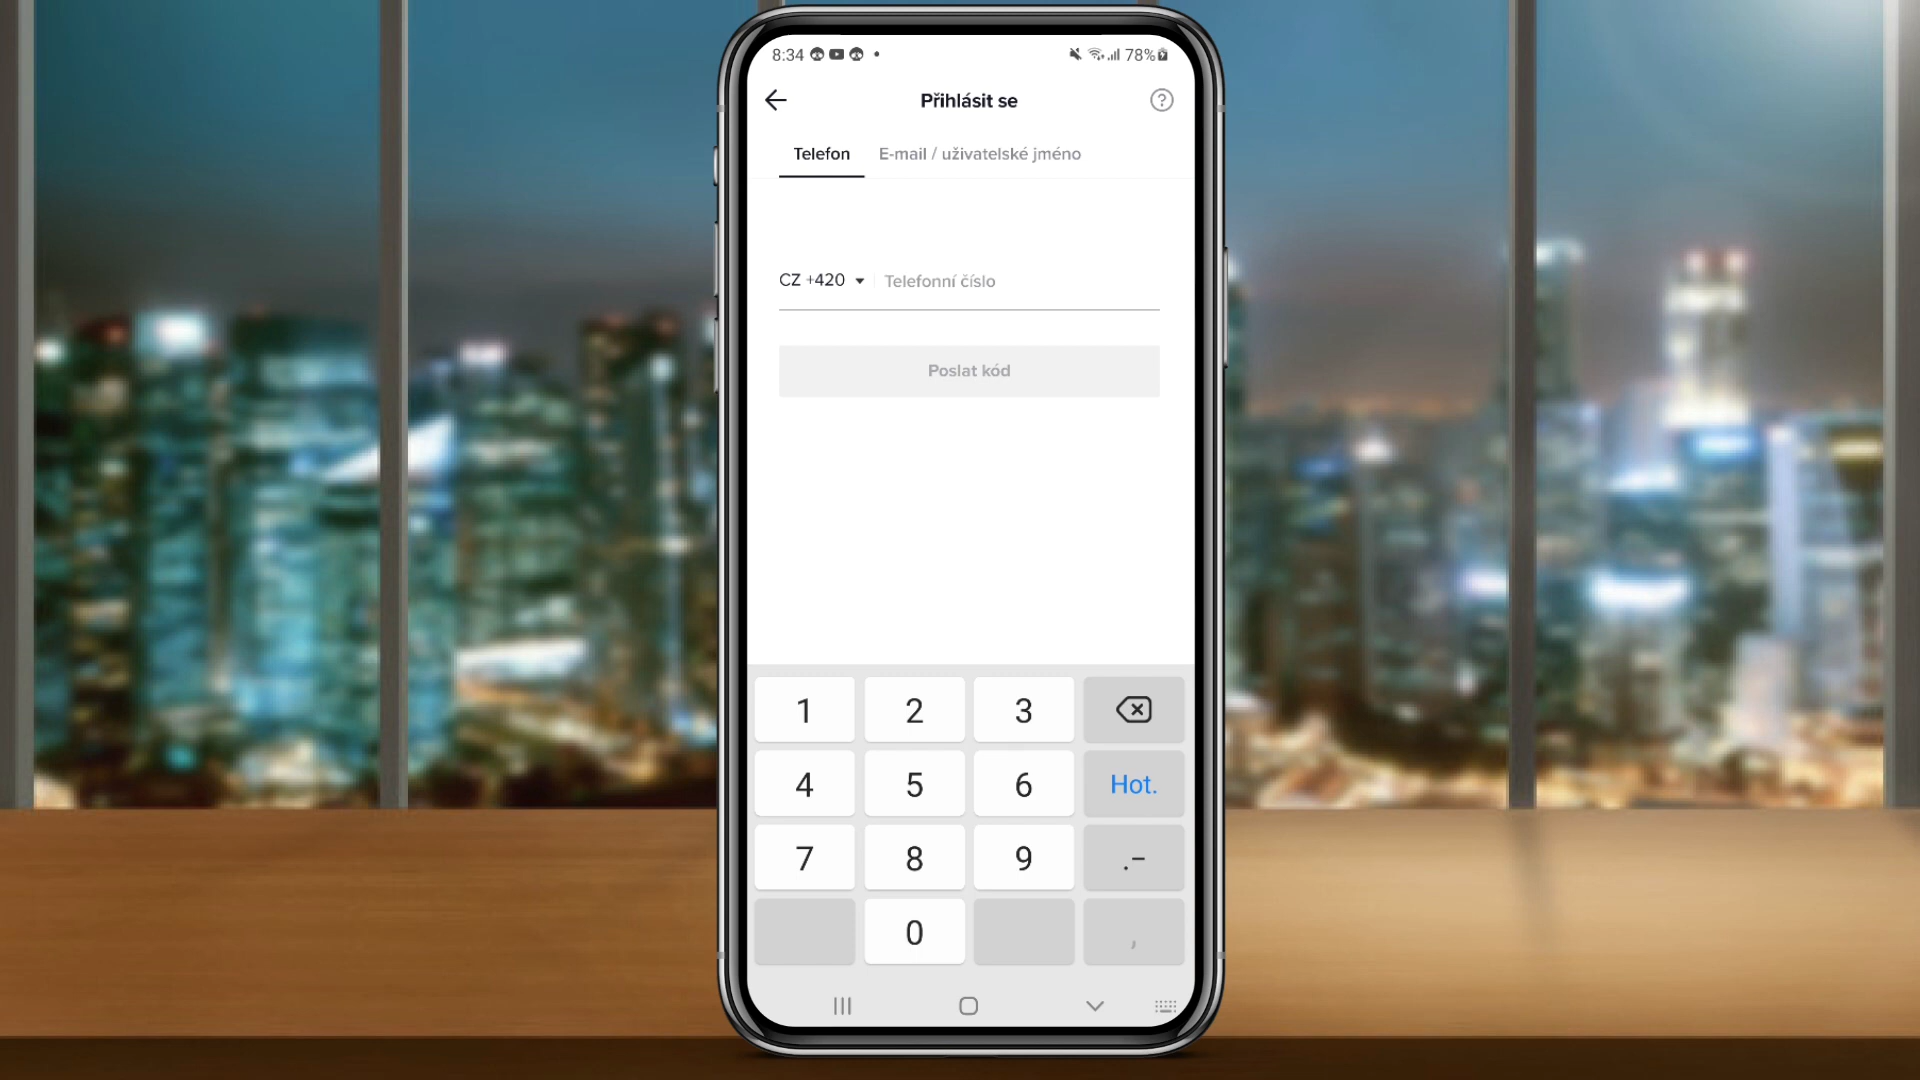 8:34 78%
Přihlásit se
Telefon E-mail / uživatelské jméno
CZ +420 Telefonní číslo
Poslat kód
1 2 3
4 5 6 Hot.
7 8 9 .-
0 ,